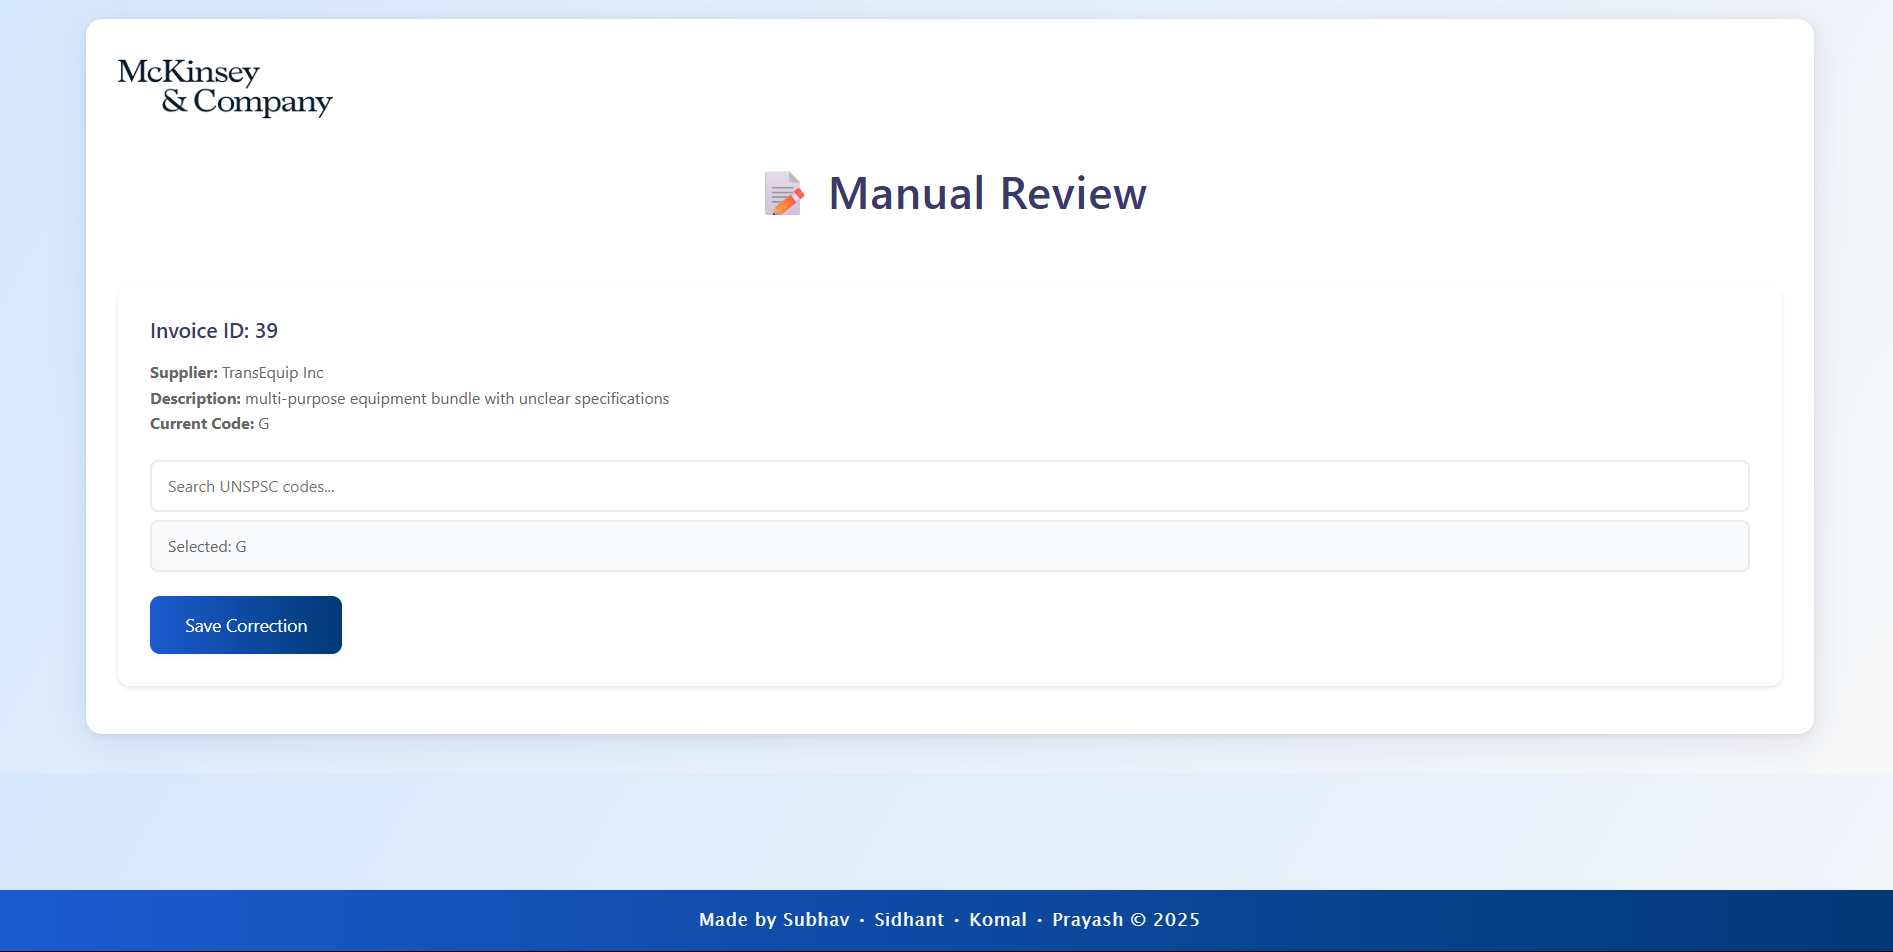 McKinsey
& Company
Manual Review
Invoice ID: 39
Supplier: TransEquip Inc
Description: multi-purpose equipment bundle with unclear specifications
Current Code: G
Search UNSPSC codes...
Selected: G
Save Correction
Made by Subhav • Sidhant • Komal • Prayash © 2025